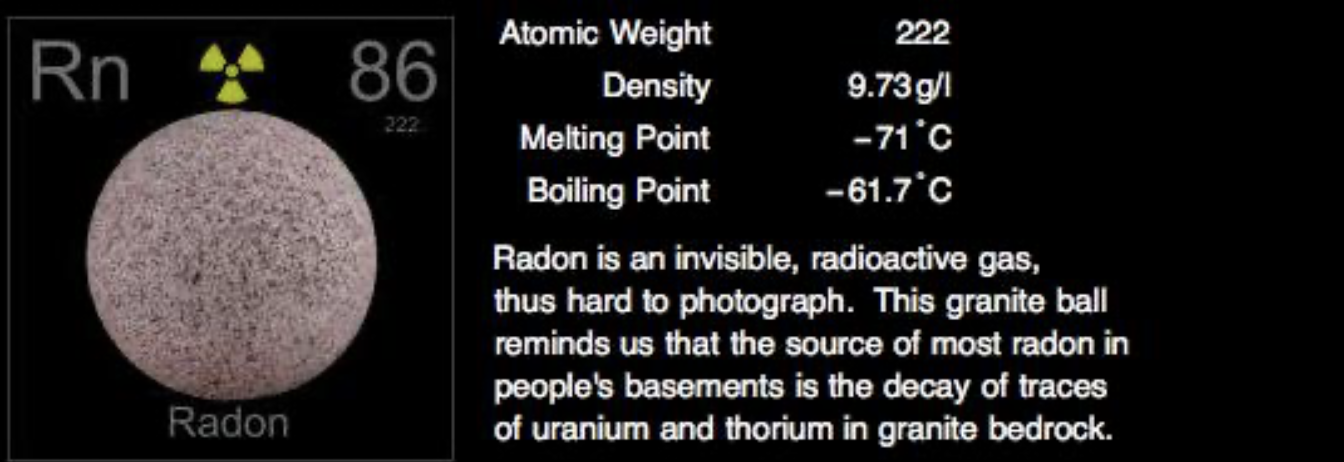 Rn 86
222
Radon
Atomic Weight 222
Density 9.73 g/l
Melting Point -71°C
Boiling Point -61.7°C
Radon is an invisible, radioactive gas,
thus hard to photograph. This granite ball
reminds us that the source of most radon in
people's basements is the decay of traces
of uranium and thorium in granite bedrock.